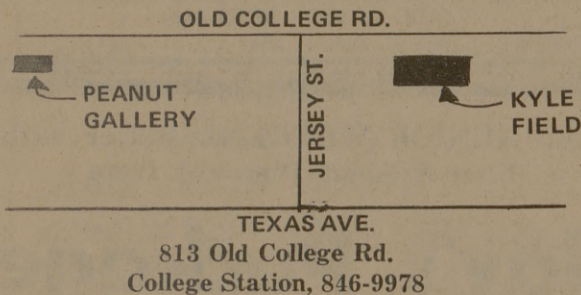 OLD COLLEGE RD.
PEANUT
GALLERY
JERSEY ST.
KYLE
FIELD
TEXAS AVE.
813 Old College Rd.
College Station, 846-9978